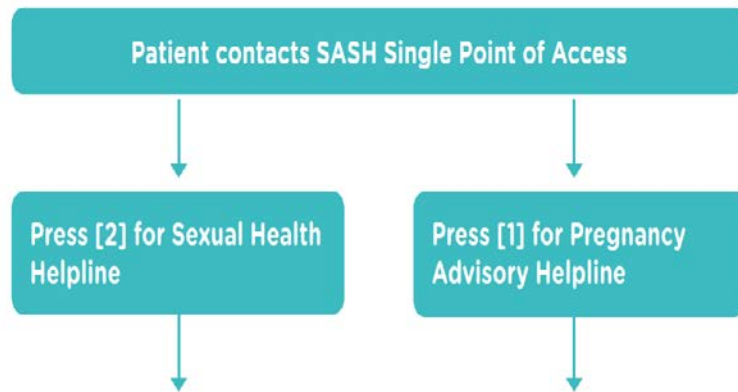 Patient contacts SASH Single Point of Access
Press [2] for Sexual Health
Helpline
Press [1] for Pregnancy
Advisory Helpline